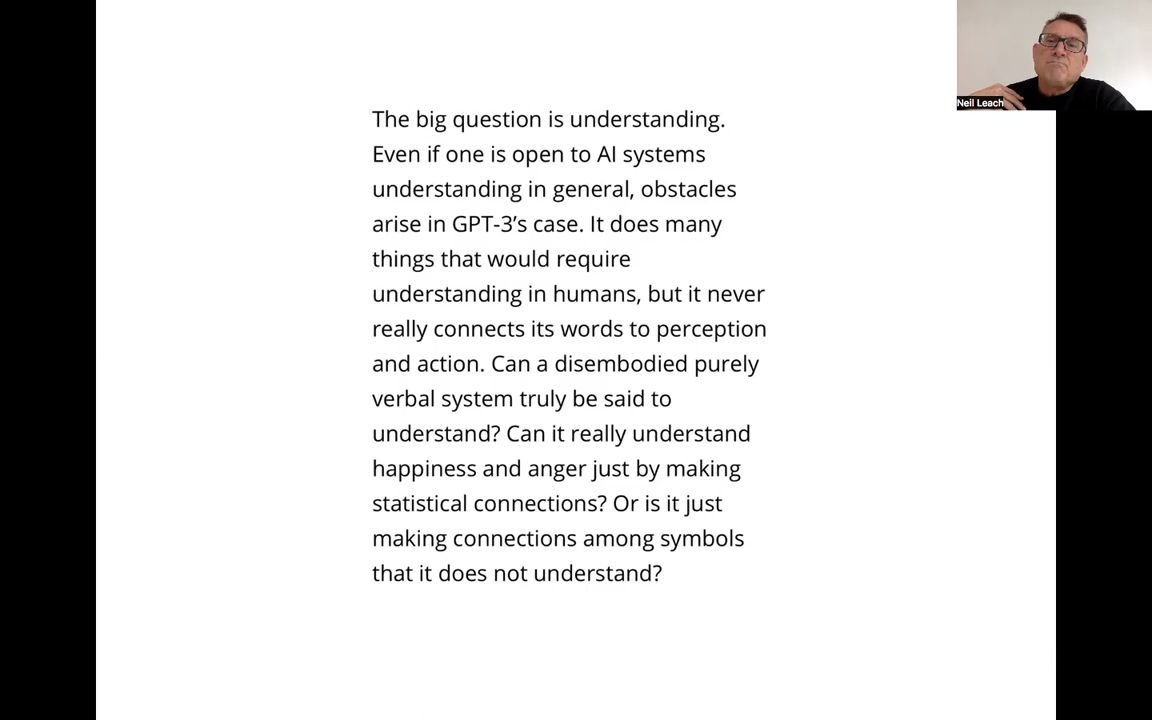 Neil Leach
The big question is understanding.
Even if one is open to AI systems
understanding in general, obstacles
arise in GPT-3’s case. It does many
things that would require
understanding in humans, but it never
really connects its words to perception
and action. Can a disembodied purely
verbal system truly be said to
understand? Can it really understand
happiness and anger just by making
statistical connections? Or is it just
making connections among symbols
that it does not understand?